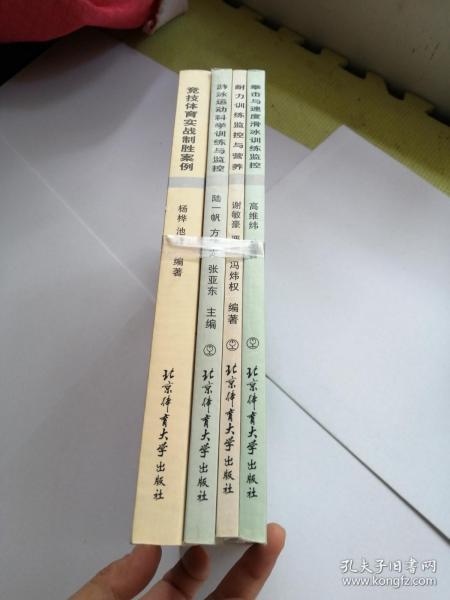 竞技体育实战制胜案例
杨桦 池 编著
北京体育大学出版社
游泳运动科学训练与监控
陆一帆 方 张亚东 主编
北京体育大学出版社
耐力训练监控与营养
谢敏豪 冯炜权 编著
北京体育大学出版社
拳击与速度滑冰训练监控
高维纬
北京体育大学出版社
孔夫子旧书网
www.kongfz.com